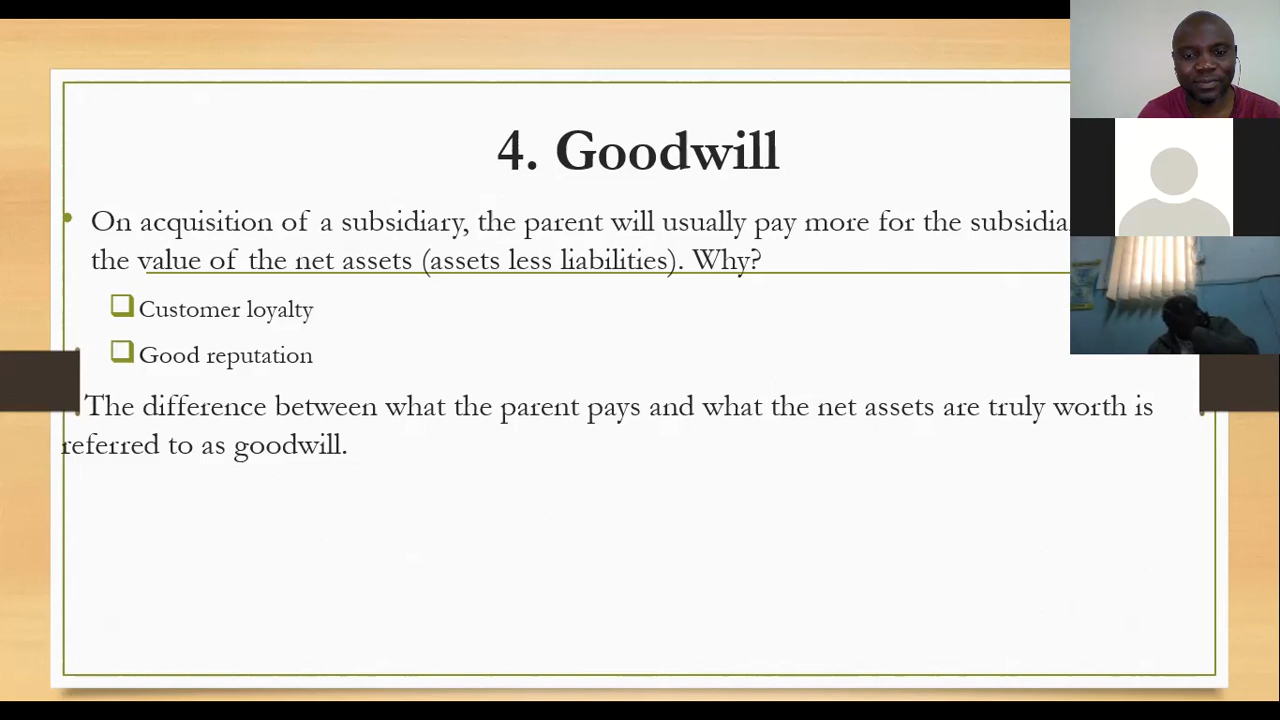 4. Goodwill
• On acquisition of a subsidiary, the parent will usually pay more for the
the value of the net assets (assets less liabilities). Why?
❑ Customer loyalty
❑ Good reputation
The difference between what the parent pays and what the net assets are truly worth is
referred to as goodwill.